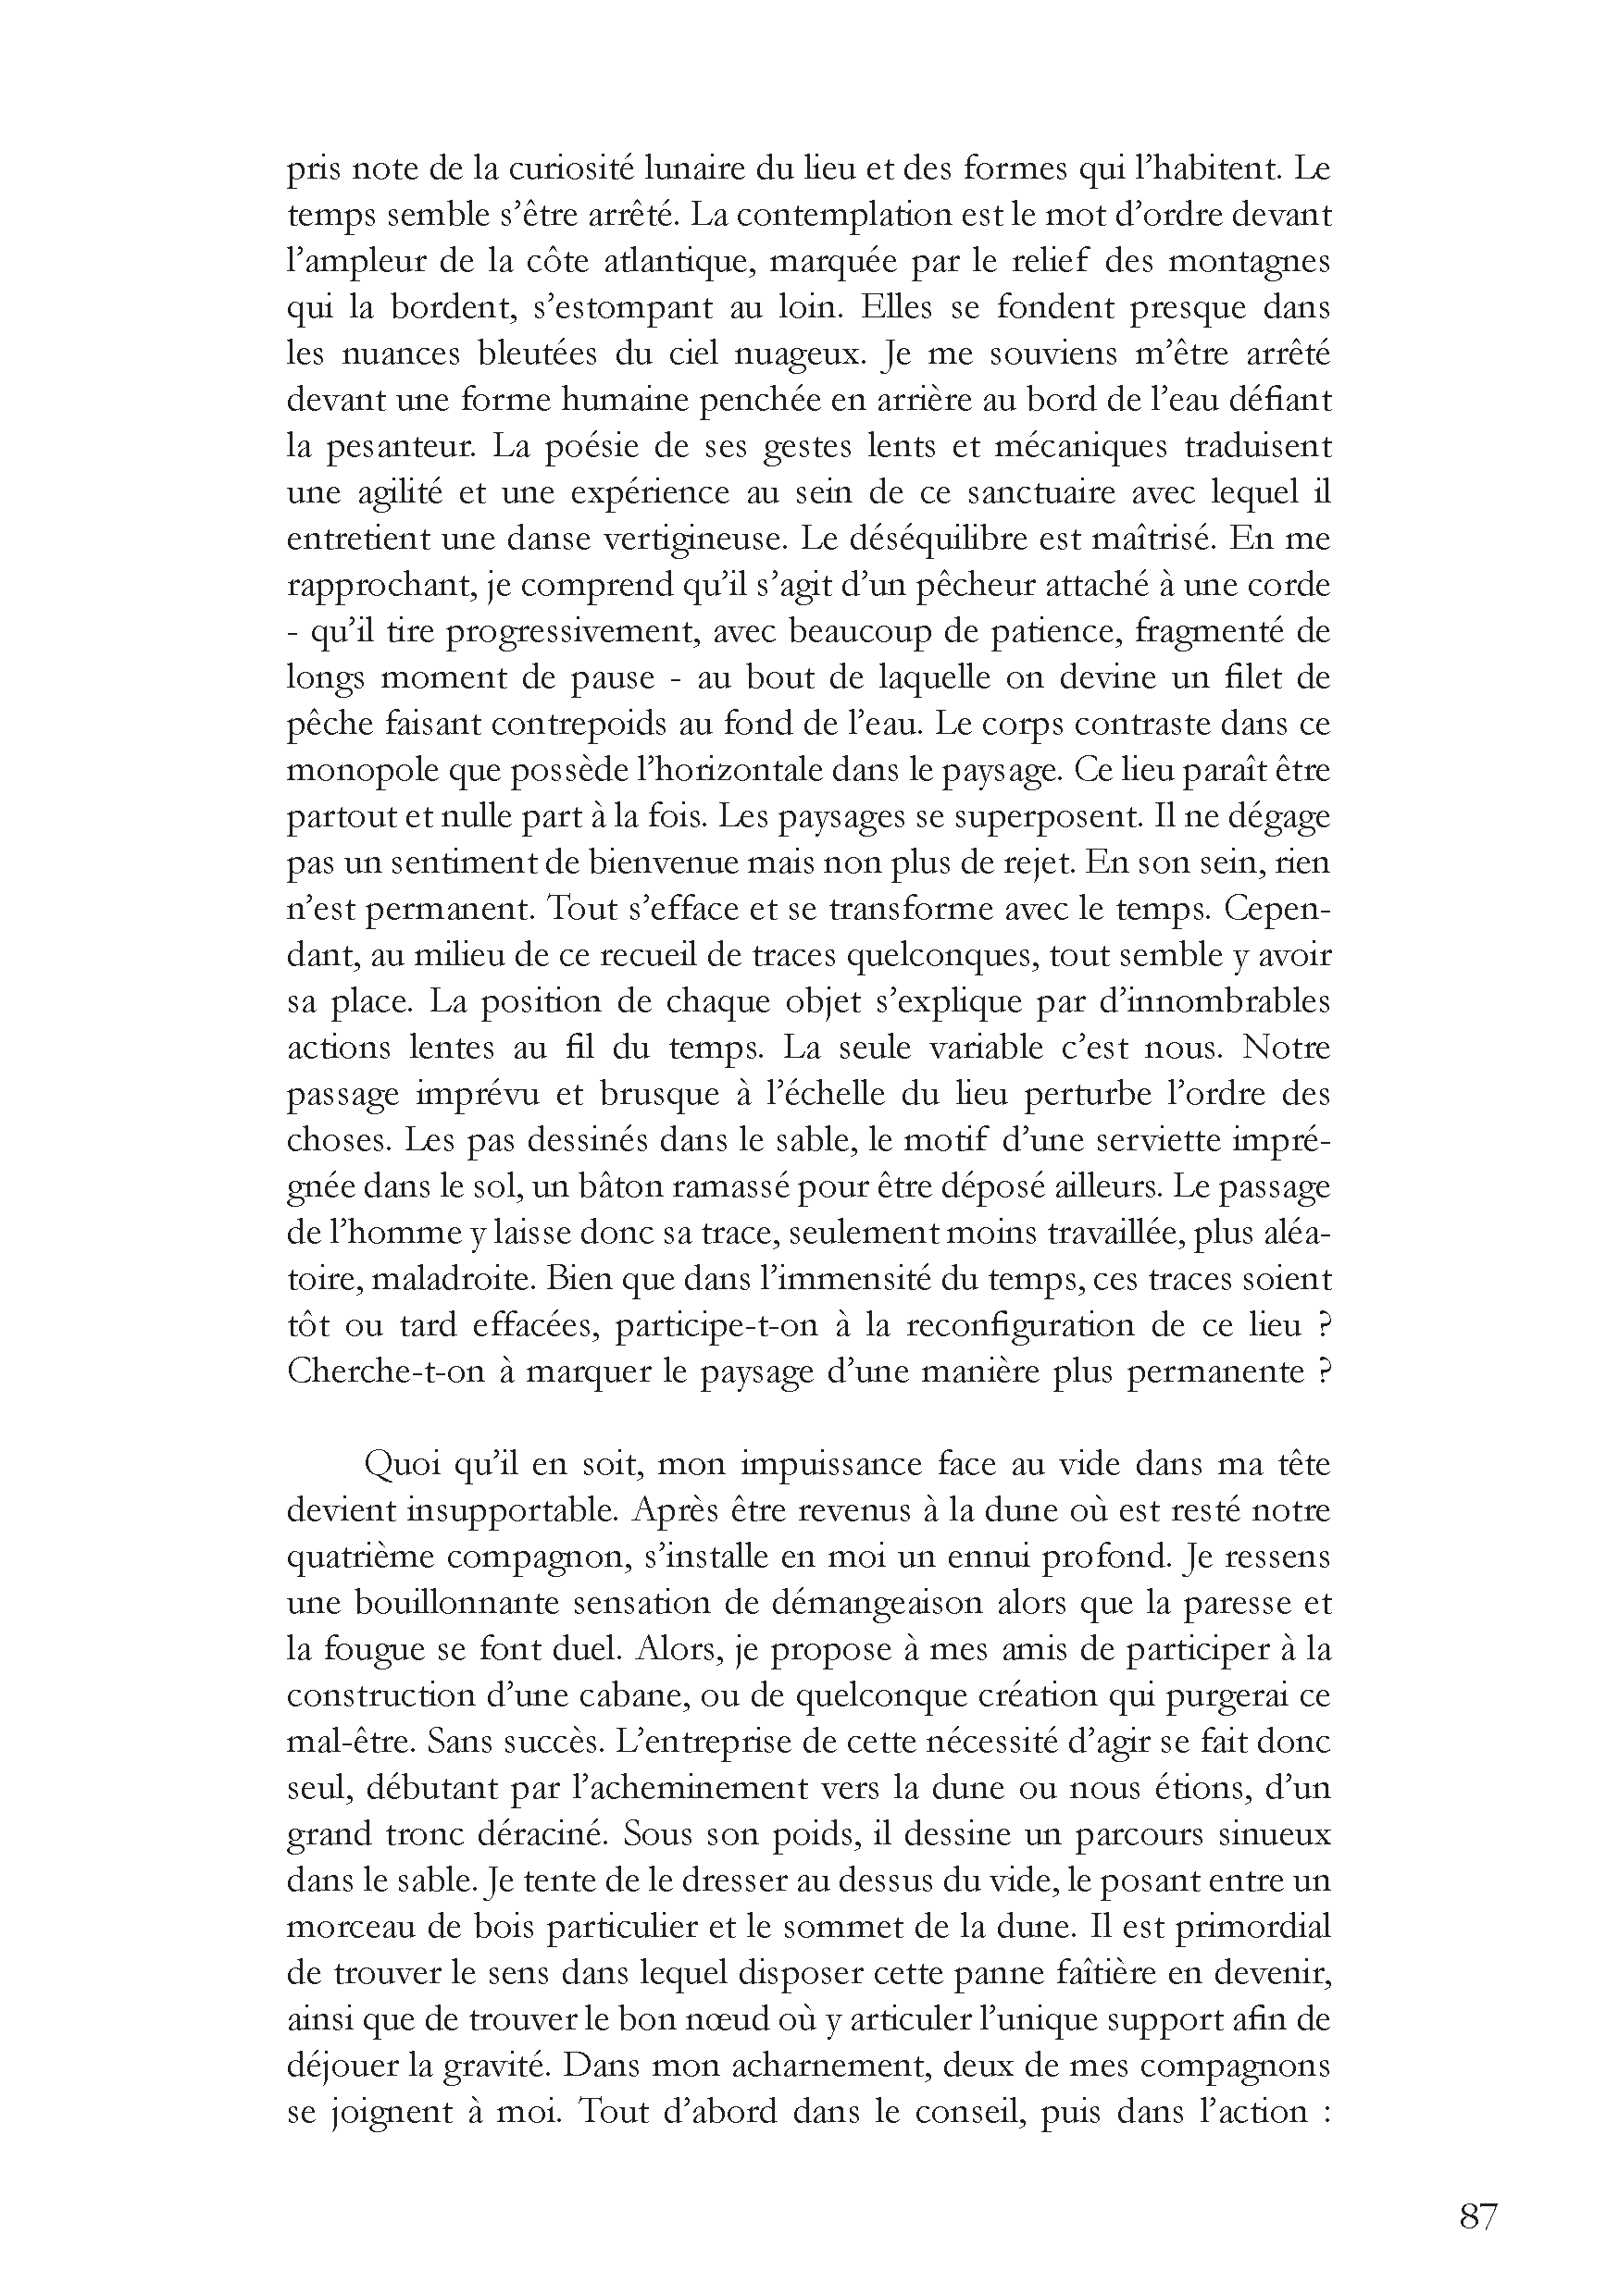 pris note de la curiosité lunaire du lieu et des formes qui l’habitent. Le
temps semble s’être arrêté. La contemplation est le mot d’ordre devant
l’ampleur de la côte atlantique, marquée par le relief des montagnes
qui la bordent, s’estompant au loin. Elles se fondent presque dans
les nuances bleutées du ciel nuageux. Je me souviens m’être arrêté
devant une forme humaine penchée en arrière au bord de l’eau défiant
la pesanteur. La poésie de ses gestes lents et mécaniques traduisent
une agilité et une expérience au sein de ce sanctuaire avec lequel il
entretient une danse vertigineuse. Le déséquilibre est maîtrisé. En me
rapprochant, je comprend qu’il s’agit d’un pêcheur attaché à une corde
- qu’il tire progressivement, avec beaucoup de patience, fragmenté de
longs moment de pause - au bout de laquelle on devine un filet de
pêche faisant contrepoids au fond de l’eau. Le corps contraste dans ce
monopole que possède l’horizontale dans le paysage. Ce lieu paraît être
partout et nulle part à la fois. Les paysages se superposent. Il ne dégage
pas un sentiment de bienvenue mais non plus de rejet. En son sein, rien
n’est permanent. Tout s’efface et se transforme avec le temps. Cepen-
dant, au milieu de ce recueil de traces quelconques, tout semble y avoir
sa place. La position de chaque objet s’explique par d’innombrables
actions lentes au fil du temps. La seule variable c’est nous. Notre
passage imprévu et brusque à l’échelle du lieu perturbe l’ordre des
choses. Les pas dessinés dans le sable, le motif d’une serviette impré-
gnée dans le sol, un bâton ramassé pour être déposé ailleurs. Le passage
de l’homme y laisse donc sa trace, seulement moins travaillée, plus aléa-
toire, maladroite. Bien que dans l’immensité du temps, ces traces soient
tôt ou tard effacées, participe-t-on à la reconfiguration de ce lieu ?
Cherche-t-on à marquer le paysage d’une manière plus permanente ?
Quoi qu’il en soit, mon impuissance face au vide dans ma tête
devient insupportable. Après être revenus à la dune où est resté notre
quatrième compagnon, s’installe en moi un ennui profond. Je ressens
une bouillonnante sensation de démangeaison alors que la paresse et
la fougue se font duel. Alors, je propose à mes amis de participer à la
construction d’une cabane, ou de quelconque création qui purgerai ce
mal-être. Sans succès. L’entreprise de cette nécessité d’agir se fait donc
seul, débutant par l’acheminement vers la dune ou nous étions, d’un
grand tronc déraciné. Sous son poids, il dessine un parcours sinueux
dans le sable. Je tente de le dresser au dessus du vide, le posant entre un
morceau de bois particulier et le sommet de la dune. Il est primordial
de trouver le sens dans lequel disposer cette panne faîtière en devenir,
ainsi que de trouver le bon nœud où y articuler l’unique support afin de
déjouer la gravité. Dans mon acharnement, deux de mes compagnons
se joignent à moi. Tout d’abord dans le conseil, puis dans l’action :
87